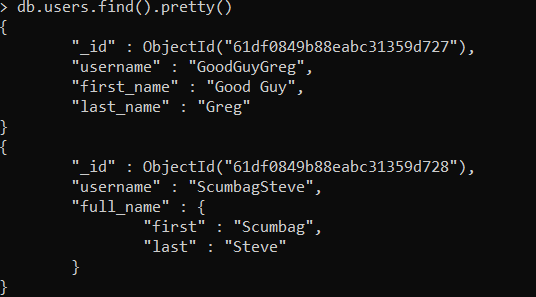 > db.users.find().pretty()
{
        "_id" : ObjectId("61df0849b88eabc31359d727"),
        "username" : "GoodGuyGreg",
        "first_name" : "Good Guy",
        "last_name" : "Greg"
}
{
        "_id" : ObjectId("61df0849b88eabc31359d728"),
        "username" : "ScumbagSteve",
        "full_name" : {
                "first" : "Scumbag",
                "last" : "Steve"
        }
}